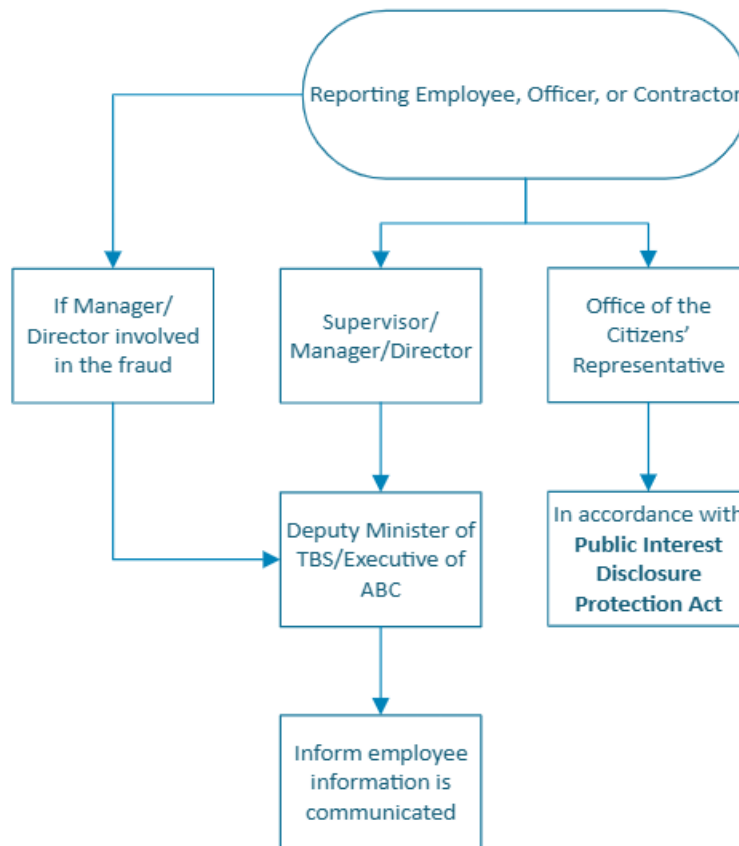 Reporting Employee, Officer, or Contractor
If Manager/
Director involved
in the fraud
Supervisor/
Manager/Director
Office of the
Citizens’
Representative
Deputy Minister of
TBS/Executive of
ABC
In accordance with
Public Interest
Disclosure
Protection Act
Inform employee
information is
communicated